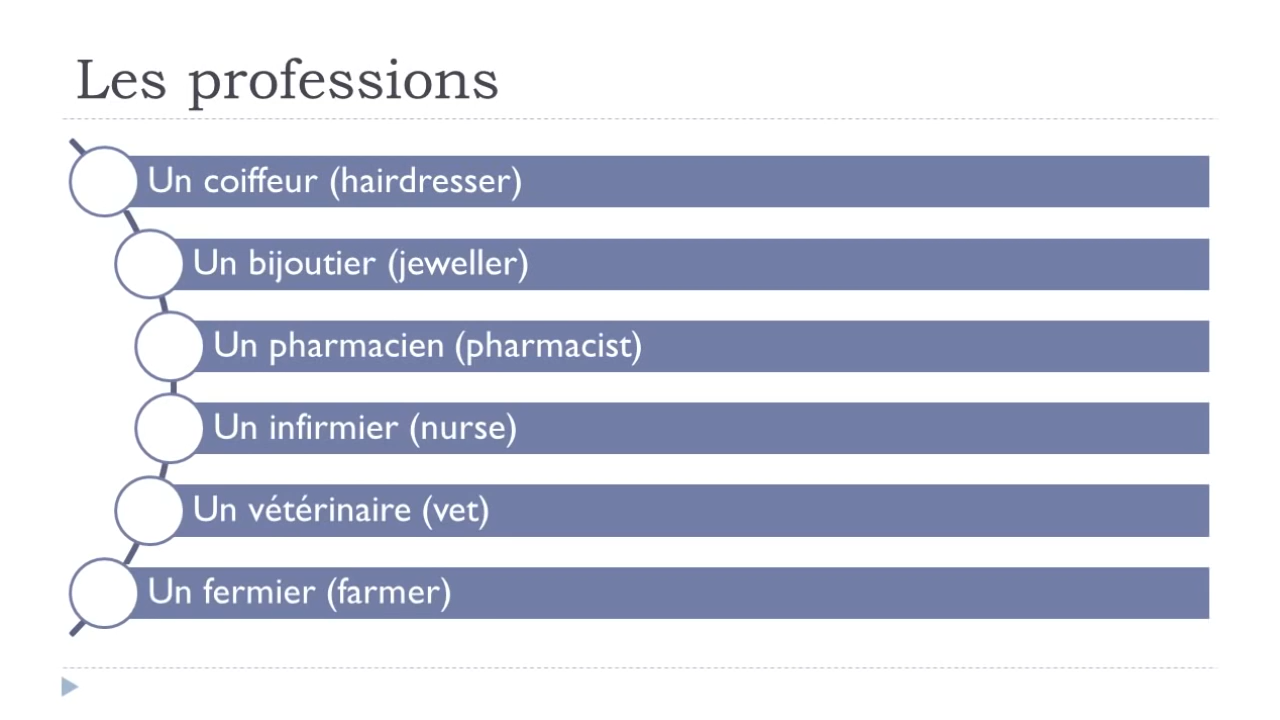 Les professions
Un coiffeur (hairdresser)
Un bijoutier (jeweller)
Un pharmacien (pharmacist)
Un infirmier (nurse)
Un vétérinaire (vet)
Un fermier (farmer)